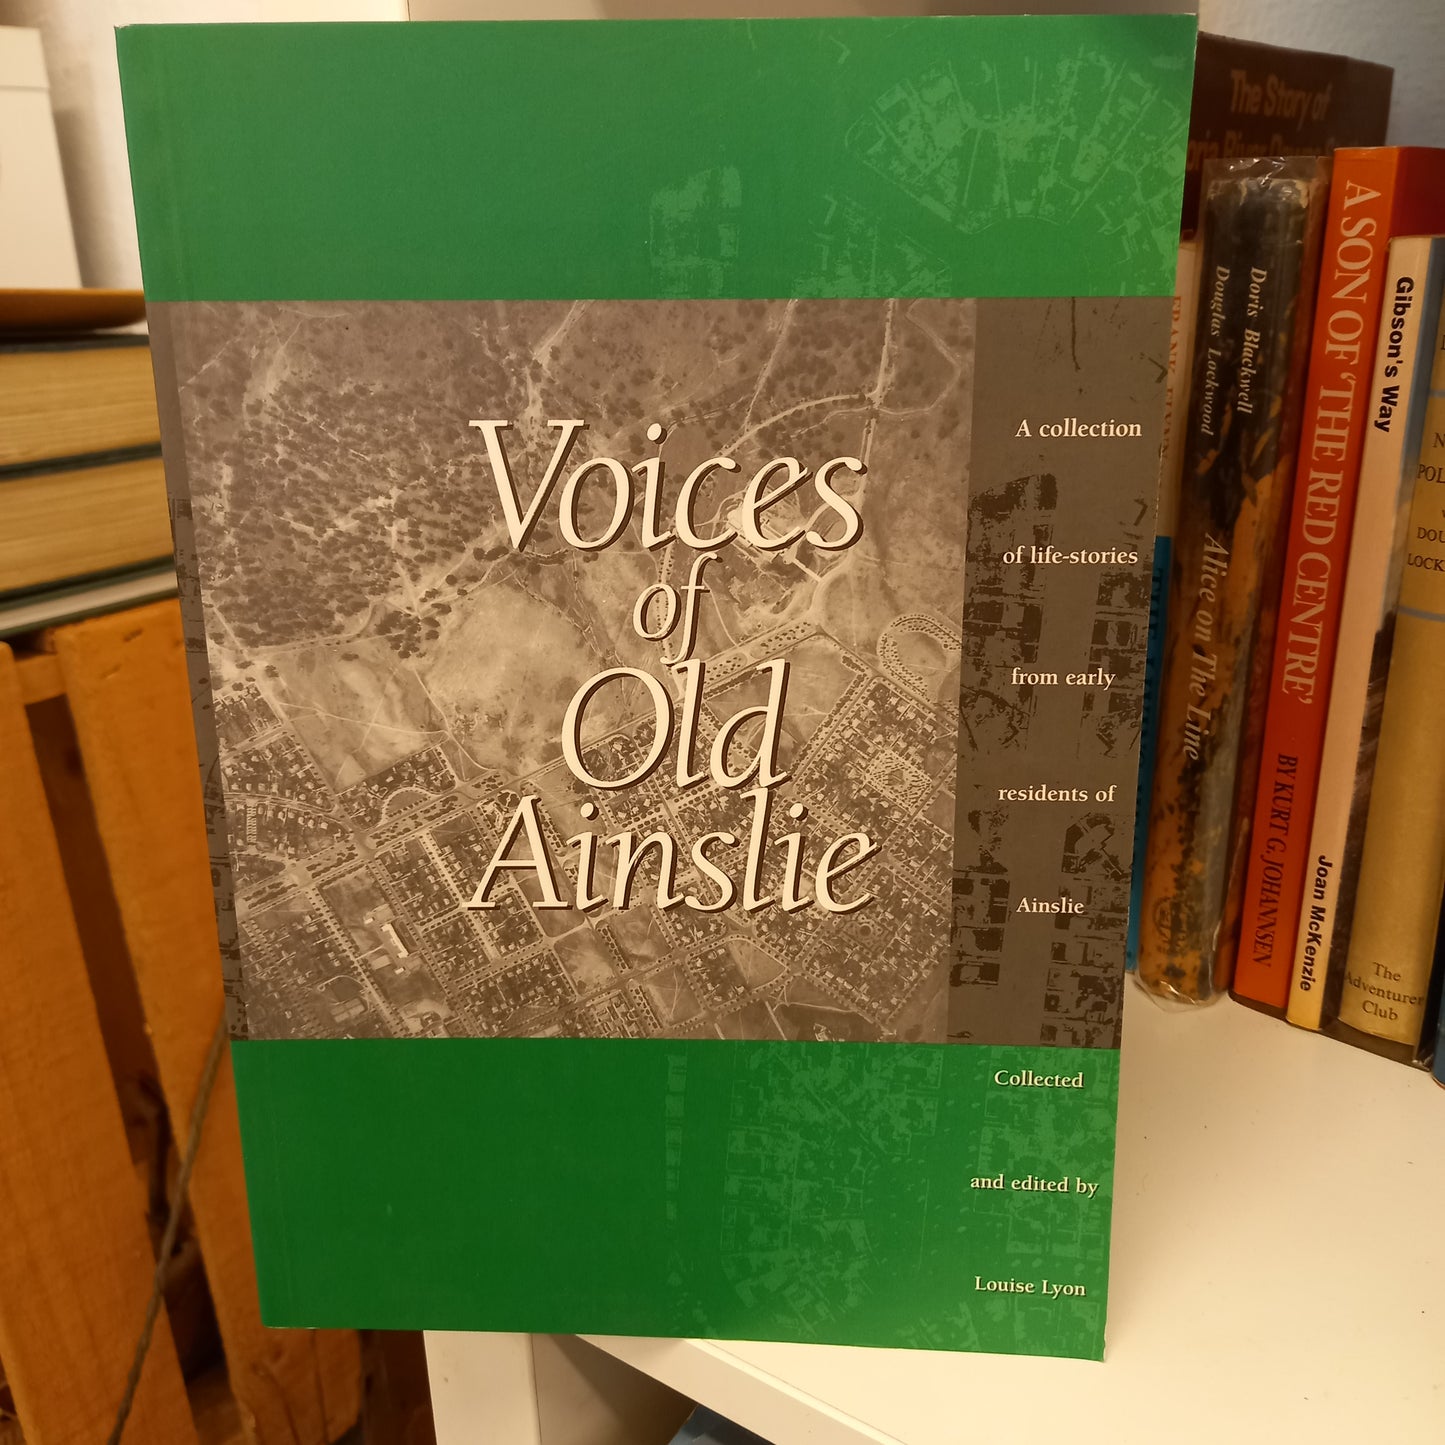 Voices
of
Old
Ainslie
A collection
of life-stories
from early
residents of
Ainslie
Collected
and edited by
Louise Lyon
The Story of
River
Doris Blackwell
Douglas Lockwood
Alice on The Line
A SON OF 'THE RED CENTRE'
BY KURT G. JOHANNSEN
Gibson's Way
Joan McKenzie
The
Adventurers
Club